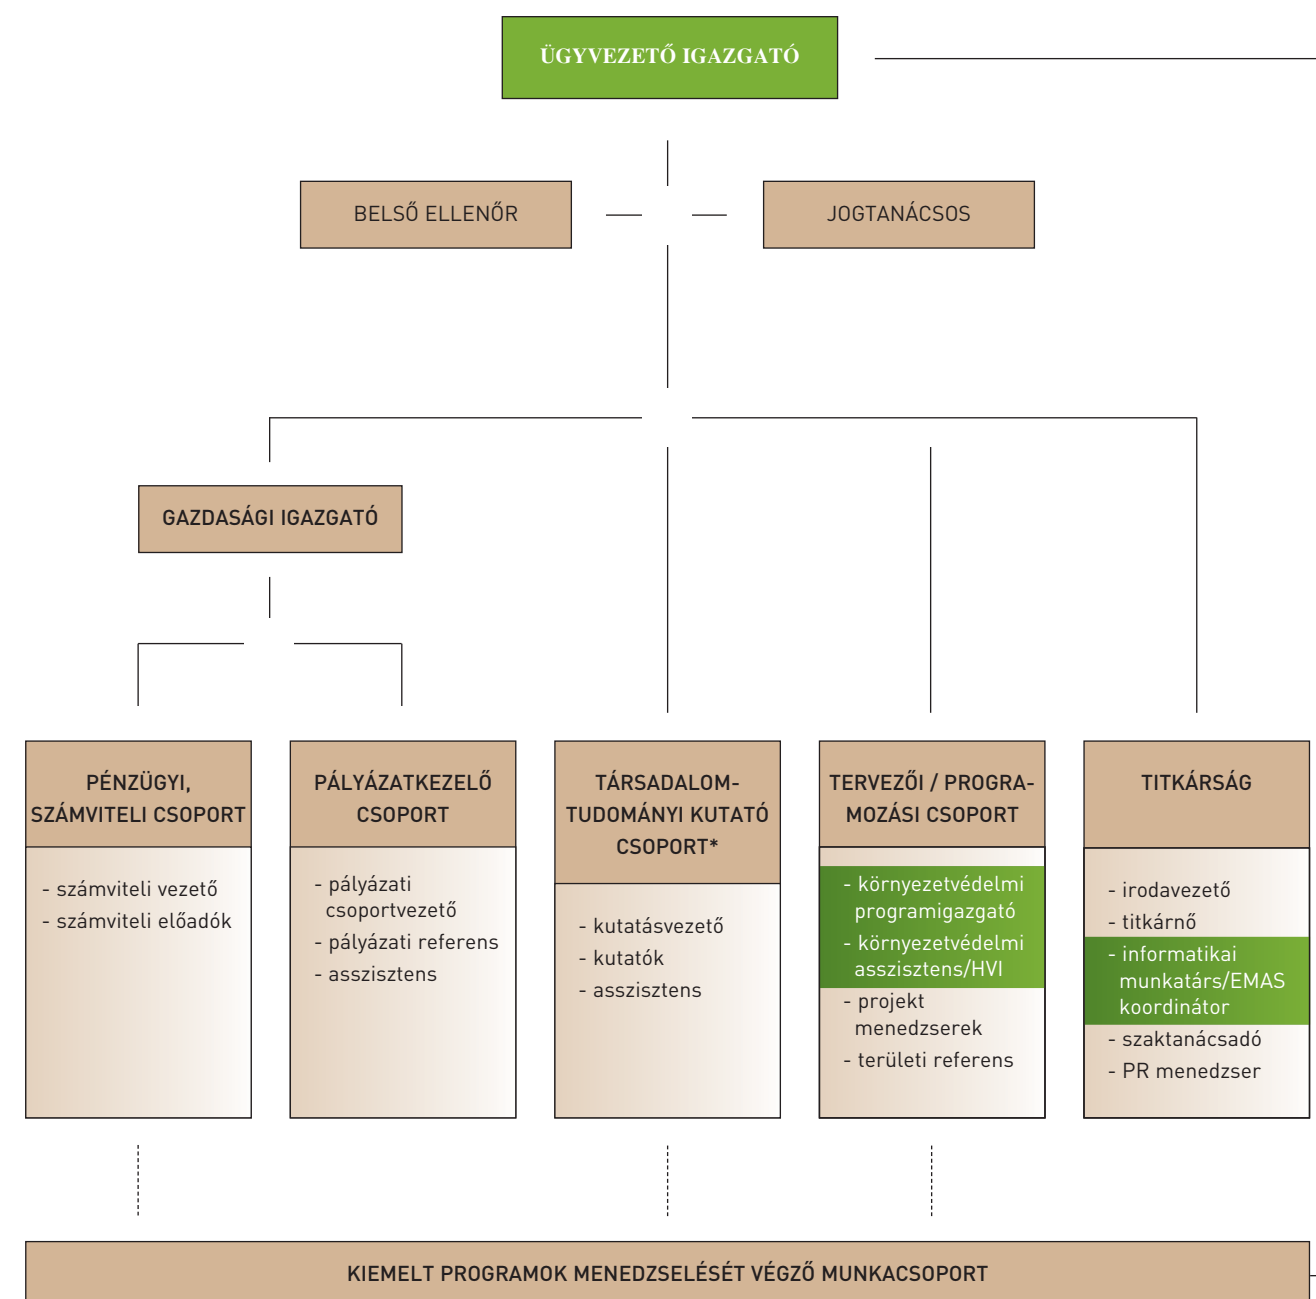 ÜGYVEZETŐ IGAZGATÓ
BELSŐ ELLENŐR
JOGTANÁCSOS
GAZDASÁGI IGAZGATÓ
PÉNZÜGYI,
SZÁMVITELI CSOPORT
- számviteli vezető
- számviteli előadók
PÁLYÁZATKEZELŐ
CSOPORT
- pályázati
csoportvezető
- pályázati referens
- asszisztens
TÁRSADALOM-
TUDOMÁNYI KUTATÓ
CSOPORT*
- kutatásvezető
- kutatók
- asszisztens
TERVEZŐI / PROGRA-
MOZÁSI CSOPORT
- környezetvédelmi
programigazgató
- környezetvédelmi
asszisztens/HVI
- projekt
menedzserek
- területi referens
TITKÁRSÁG
- irodavezető
- titkárnő
- informatikai
munkatárs/EMAS
koordinátor
- szaktanácsadó
- PR menedzser
KIEMELT PROGRAMOK MENEDZSELÉSÉT VÉGZŐ MUNKACSOPORT